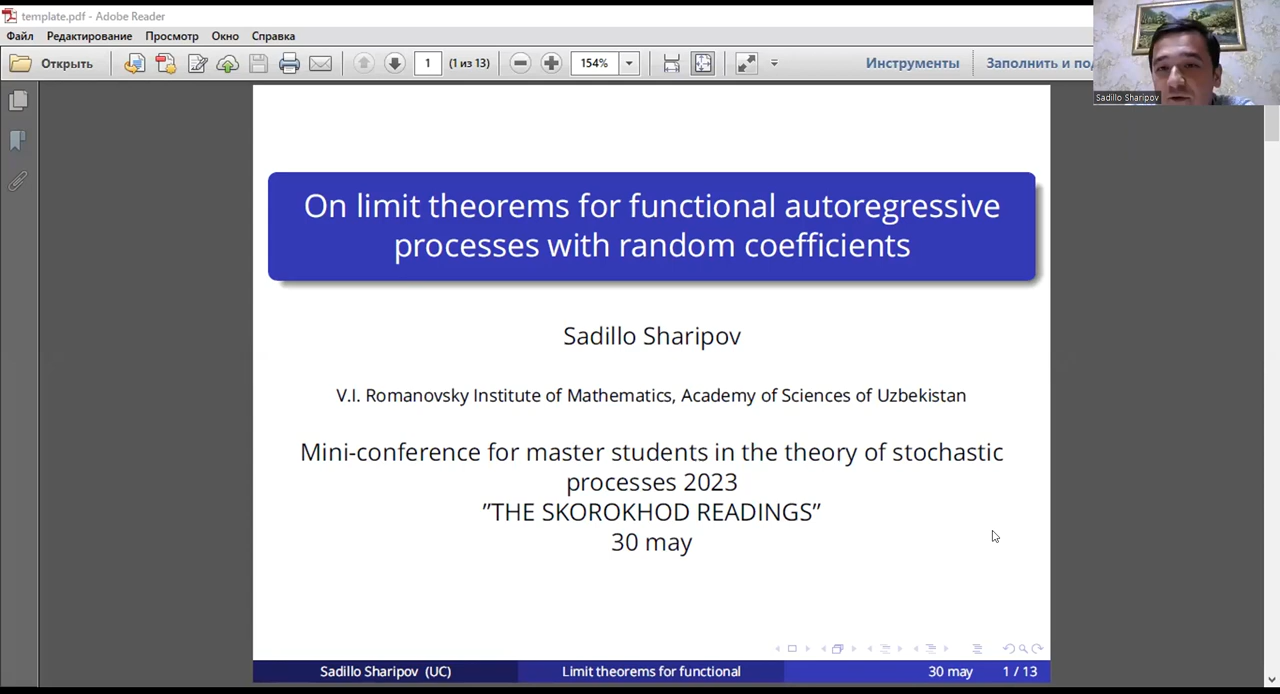 template.pdf - Adobe Reader
Файл Редактирование Просмотр Окно Справка
Открыть 1 (1 из 13) 154% Инструменты Заполнить и под
Sadillo Sharipov
On limit theorems for functional autoregressive
processes with random coefficients
Sadillo Sharipov
V.I. Romanovsky Institute of Mathematics, Academy of Sciences of Uzbekistan
Mini-conference for master students in the theory of stochastic
processes 2023
”THE SKOROKHOD READINGS”
30 may
Sadillo Sharipov (UC) Limit theorems for functional 30 may 1 / 13